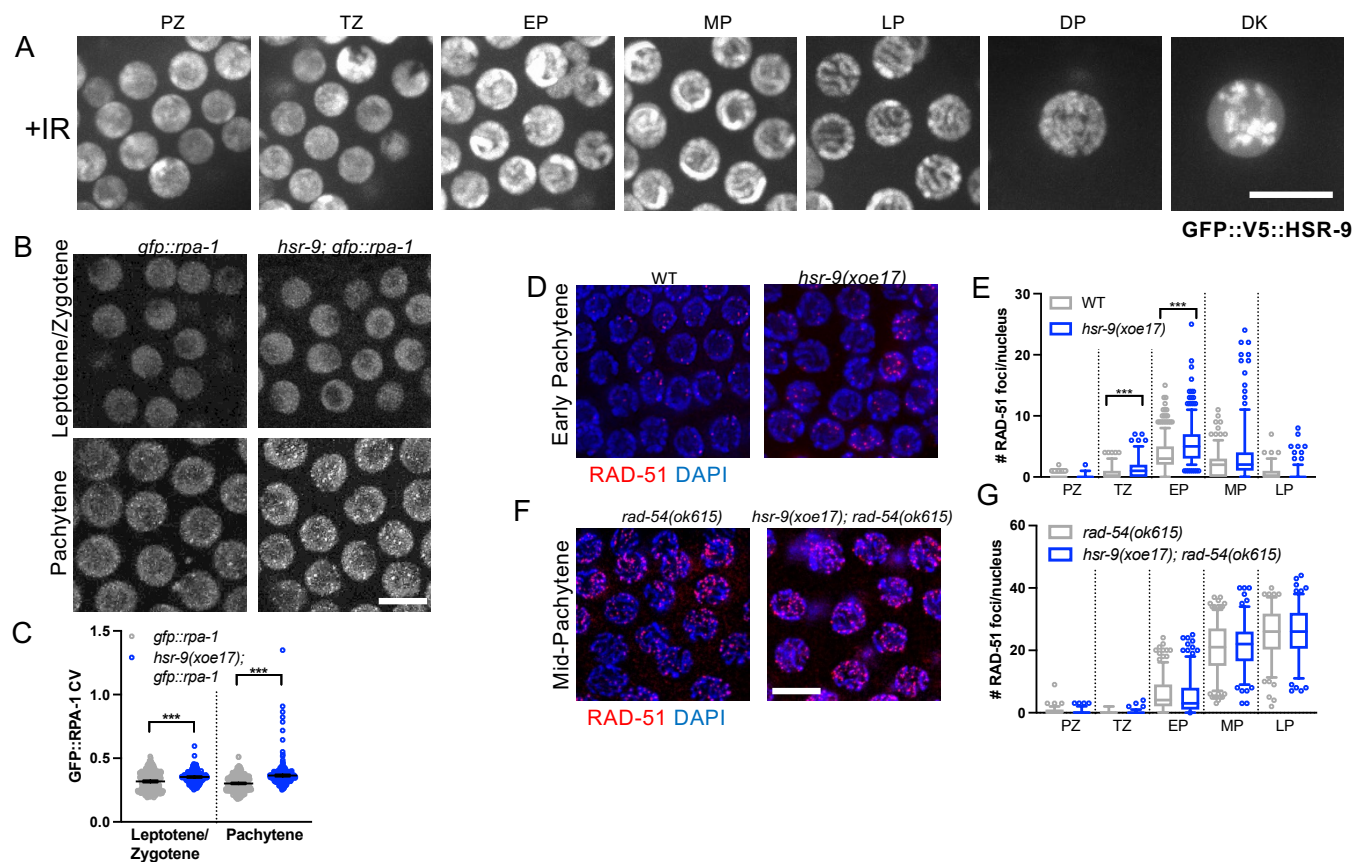 PZ TZ EP MP LP DP DK
A
+IR
GFP::V5::HSR-9
B
gfp::rpa-1 hsr-9; gfp::rpa-1
Leptotene/Zygotene
Pachytene
C
gfp::rpa-1
hsr-9(xoe17);
gfp::rpa-1
GFP::RPA-1 CV
1.5
1.0
0.5
0.0
*** ***
Leptotene/
Zygotene
Pachytene
D
WT hsr-9(xoe17)
Early Pachytene
RAD-51 DAPI
E
WT
hsr-9(xoe17)
# RAD-51 foci/nucleus
30
20
10
0
*** ***
PZ TZ EP MP LP
F
rad-54(ok615) hsr-9(xoe17); rad-54(ok615)
Mid-Pachytene
RAD-51 DAPI
G
rad-54(ok615)
hsr-9(xoe17); rad-54(ok615)
# RAD-51 foci/nucleus
60
40
20
0
PZ TZ EP MP LP